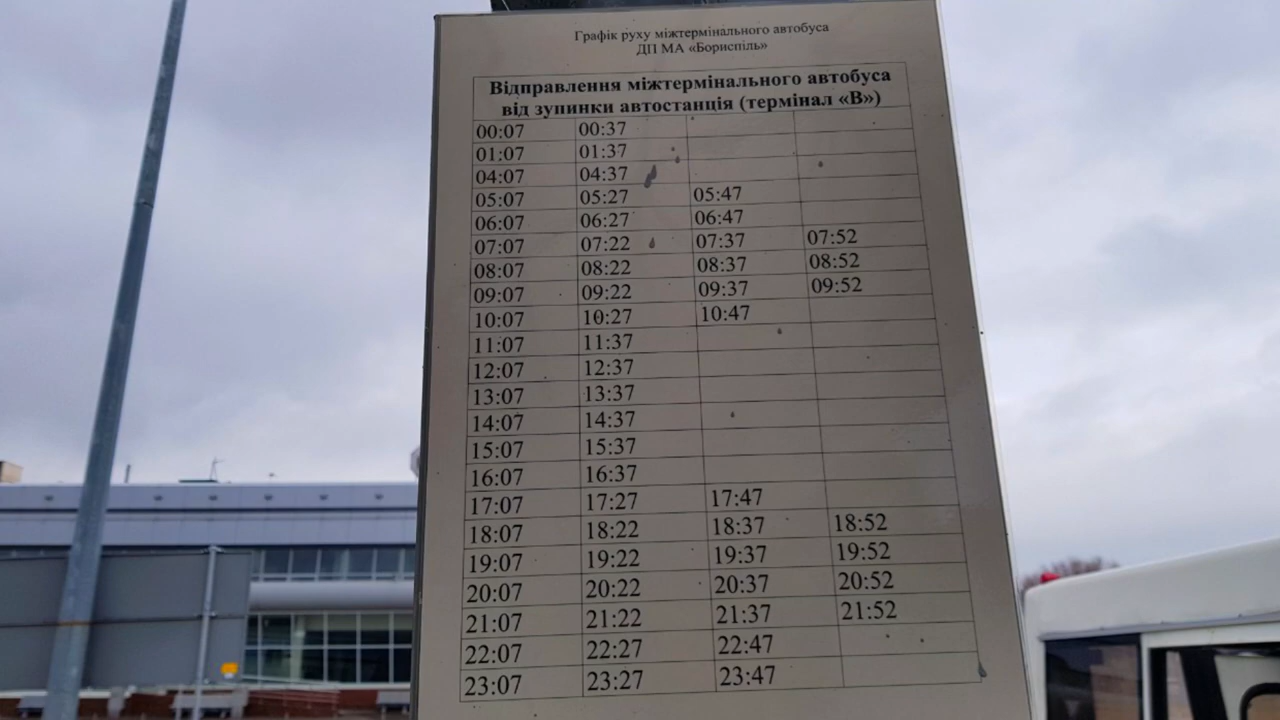 Графік руху міжтермінального автобуса
ДП МА «Бориспіль»
Відправлення міжтермінального автобуса
від зупинки автостанція (термінал «В»)
00:07 00:37
01:07 01:37
04:07 04:37
05:07 05:27 05:47
06:07 06:27 06:47
07:07 07:22 07:37 07:52
08:07 08:22 08:37 08:52
09:07 09:22 09:37 09:52
10:07 10:27 10:47
11:07 11:37
12:07 12:37
13:07 13:37
14:07 14:37
15:07 15:37
16:07 16:37
17:07 17:27 17:47
18:07 18:22 18:37 18:52
19:07 19:22 19:37 19:52
20:07 20:22 20:37 20:52
21:07 21:22 21:37 21:52
22:07 22:27 22:47
23:07 23:27 23:47